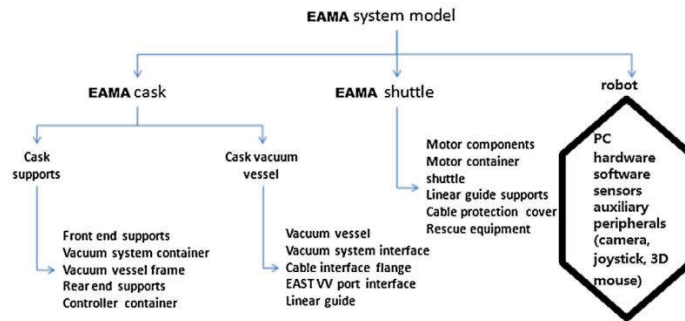 EAMA system model
EAMA cask
EAMA shuttle
robot
Cask
supports
Cask vacuum
vessel
Front end supports
Vacuum system container
Vacuum vessel frame
Rear end supports
Controller container
Vacuum vessel
Vacuum system interface
Cable interface flange
EAST VV port interface
Linear guide
Motor components
Motor container
shuttle
Linear guide supports
Cable protection cover
Rescue equipment
PC
hardware
software
sensors
auxiliary
peripherals
(camera,
joystick, 3D
mouse)